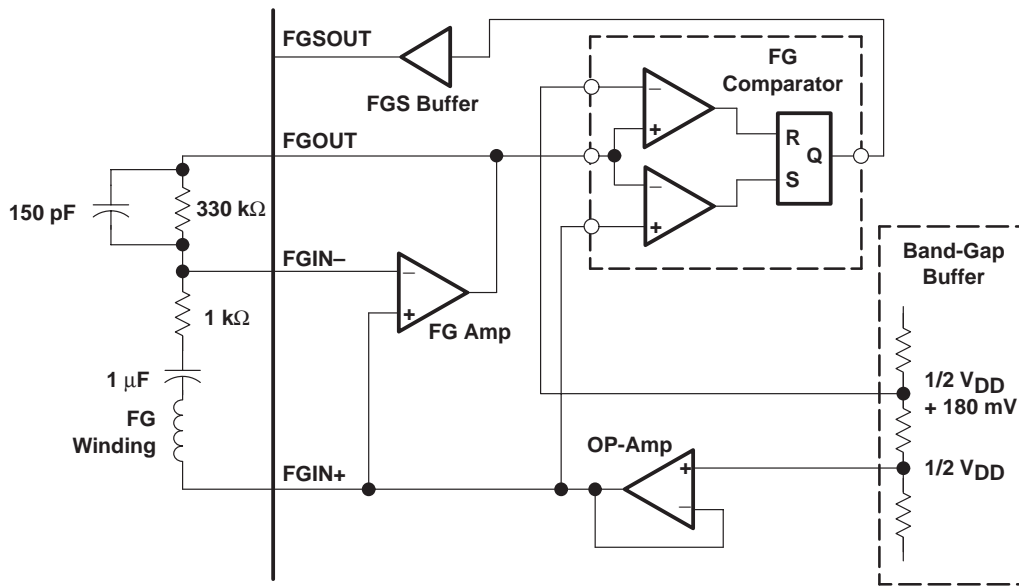 FGSOUT
FGS Buffer
FG
Comparator
R
Q
S
−
+
−
+
FGOUT
150 pF
330 kΩ
FGIN−
−
+
FG Amp
1 kΩ
1 μF
FG
Winding
FGIN+
OP-Amp
+
−
Band-Gap
Buffer
1/2 VDD
+ 180 mV
1/2 VDD